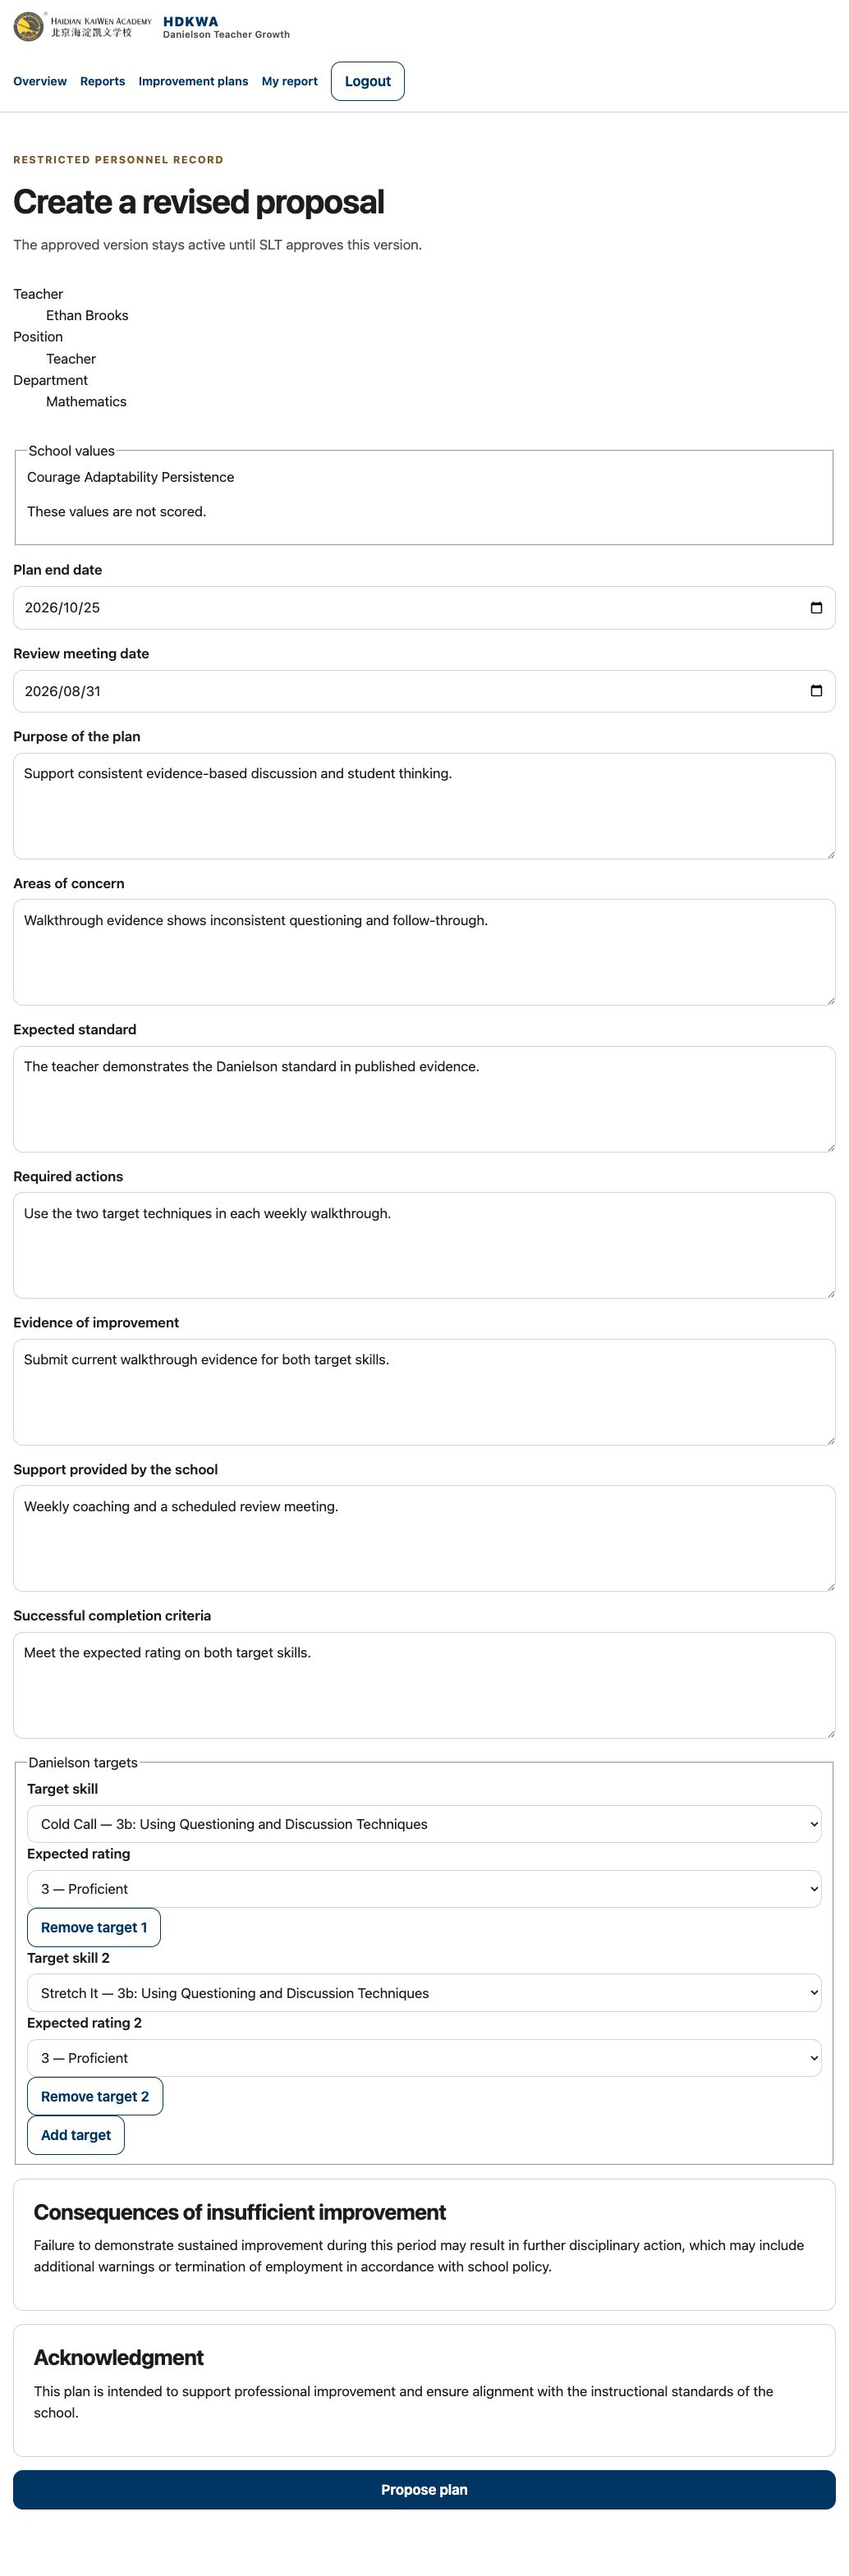 HAIDIAN KAIWEN ACADEMY
北京海淀凯文学校
HDKWA
Danielson Teacher Growth
Overview Reports Improvement plans My report Logout
RESTRICTED PERSONNEL RECORD
Create a revised proposal
The approved version stays active until SLT approves this version.
Teacher
Ethan Brooks
Position
Teacher
Department
Mathematics
School values
Courage Adaptability Persistence
These values are not scored.
Plan end date
2026/10/25
Review meeting date
2026/08/31
Purpose of the plan
Support consistent evidence-based discussion and student thinking.
Areas of concern
Walkthrough evidence shows inconsistent questioning and follow-through.
Expected standard
The teacher demonstrates the Danielson standard in published evidence.
Required actions
Use the two target techniques in each weekly walkthrough.
Evidence of improvement
Submit current walkthrough evidence for both target skills.
Support provided by the school
Weekly coaching and a scheduled review meeting.
Successful completion criteria
Meet the expected rating on both target skills.
Danielson targets
Target skill
Cold Call — 3b: Using Questioning and Discussion Techniques
Expected rating
3 — Proficient
Remove target 1
Target skill 2
Stretch It — 3b: Using Questioning and Discussion Techniques
Expected rating 2
3 — Proficient
Remove target 2
Add target
Consequences of insufficient improvement
Failure to demonstrate sustained improvement during this period may result in further disciplinary action, which may include
additional warnings or termination of employment in accordance with school policy.
Acknowledgment
This plan is intended to support professional improvement and ensure alignment with the instructional standards of the
school.
Propose plan